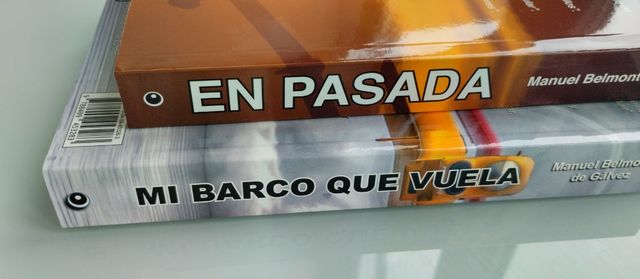 EN PASADA
Manuel Belmont
MI BARCO QUE VUELA
Manuel Belmo
de Gálvez